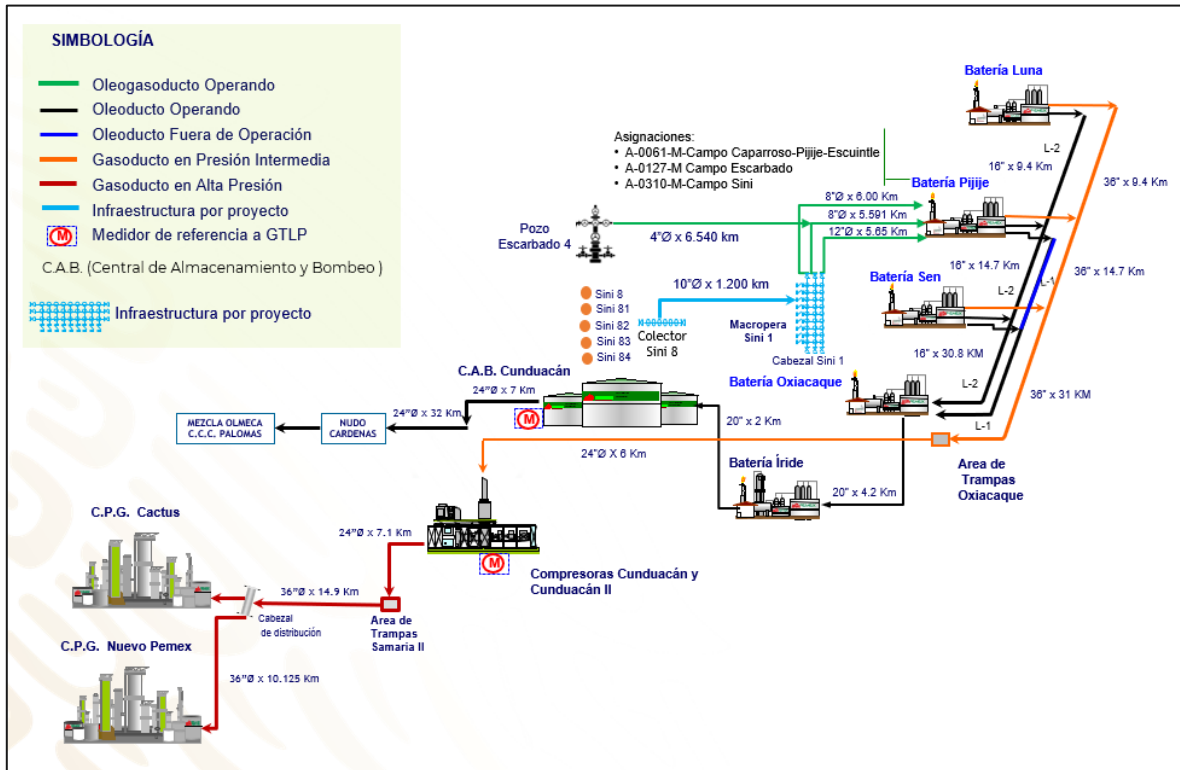 SIMBOLOGÍA
Oleogasoducto Operando
Oleoducto Operando
Oleoducto Fuera de Operación
Gasoducto en Presión Intermedia
Gasoducto en Alta Presión
Infraestructura por proyecto
M
Medidor de referencia a GTLP
C.A.B. (Central de Almacenamiento y Bombeo )
Infraestructura por proyecto
Asignaciones:
• A-0061-M-Campo Caparroso-Pijije-Escuintle
• A-0127-M Campo Escarbado
• A-0310-M-Campo Sini
Batería Luna
L-2
16" x 9.4 Km
36" x 9.4 Km
Batería Pijije
8"Ø x 6.00 Km
8"Ø x 5.591 Km
12"Ø x 5.65 Km
Pozo
Escarbado 4
4"Ø x 6.540 km
16" x 14.7 Km
36" x 14.7 Km
L-2
L-1
Batería Sen
10"Ø x 1.200 km
Sini 8
Sini 81
Sini 82
Sini 83
Sini 84
Colector
Sini 8
Macropera
Sini 1
Cabezal Sini 1
16" x 30.8 KM
C.A.B. Cunduacán
Batería Oxiacaque
L-2
36" x 31 KM
24"Ø x 7 Km
24"Ø x 32 km
M
20" x 2 Km
L-1
MEZCLA OLMECA
C.C.C. PALOMAS
NUDO
CARDENAS
24"Ø X 6 Km
Batería Íride
Area de
Trampas
Oxiacaque
20" x 4.2 Km
C.P.G. Cactus
24"Ø x 7.1 Km
M
Compresoras Cunduacán y
Cunduacán II
36"Ø x 14.9 Km
Cabezal
de distribución
Area de
Trampas
Samaria II
C.P.G. Nuevo Pemex
36"Ø x 10.125 Km